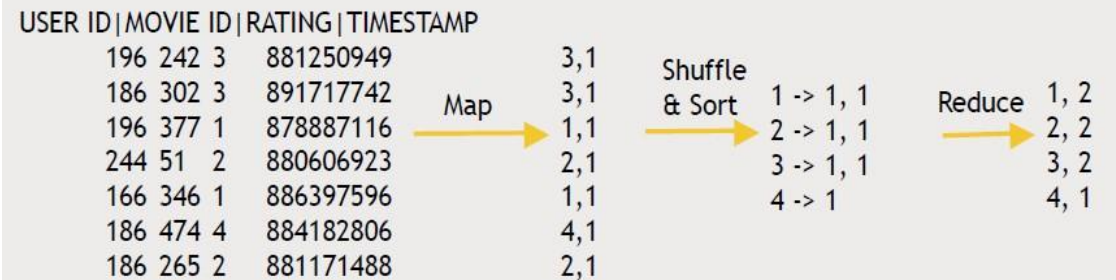 USER ID|MOVIE ID|RATING|TIMESTAMP
196 242 3 881250949
186 302 3 891717742
196 377 1 878887116
244 51 2 880606923
166 346 1 886397596
186 474 4 884182806
186 265 2 881171488
Map
3,1
3,1
1,1
2,1
1,1
4,1
2,1
Shuffle
& Sort
1 -> 1, 1
2 -> 1, 1
3 -> 1, 1
4 -> 1
Reduce
1, 2
2, 2
3, 2
4, 1